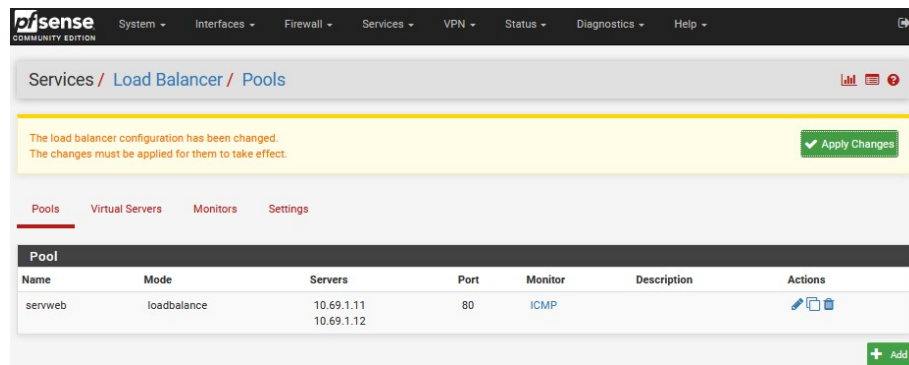 pfsense
COMMUNITY EDITION
System Interfaces Firewall Services VPN Status Diagnostics Help
Services / Load Balancer / Pools
The load balancer configuration has been changed.
The changes must be applied for them to take effect.
Apply Changes
Pools Virtual Servers Monitors Settings
Pool
Name Mode Servers Port Monitor Description Actions
servweb loadbalance 10.69.1.11 80 ICMP
10.69.1.12
Add